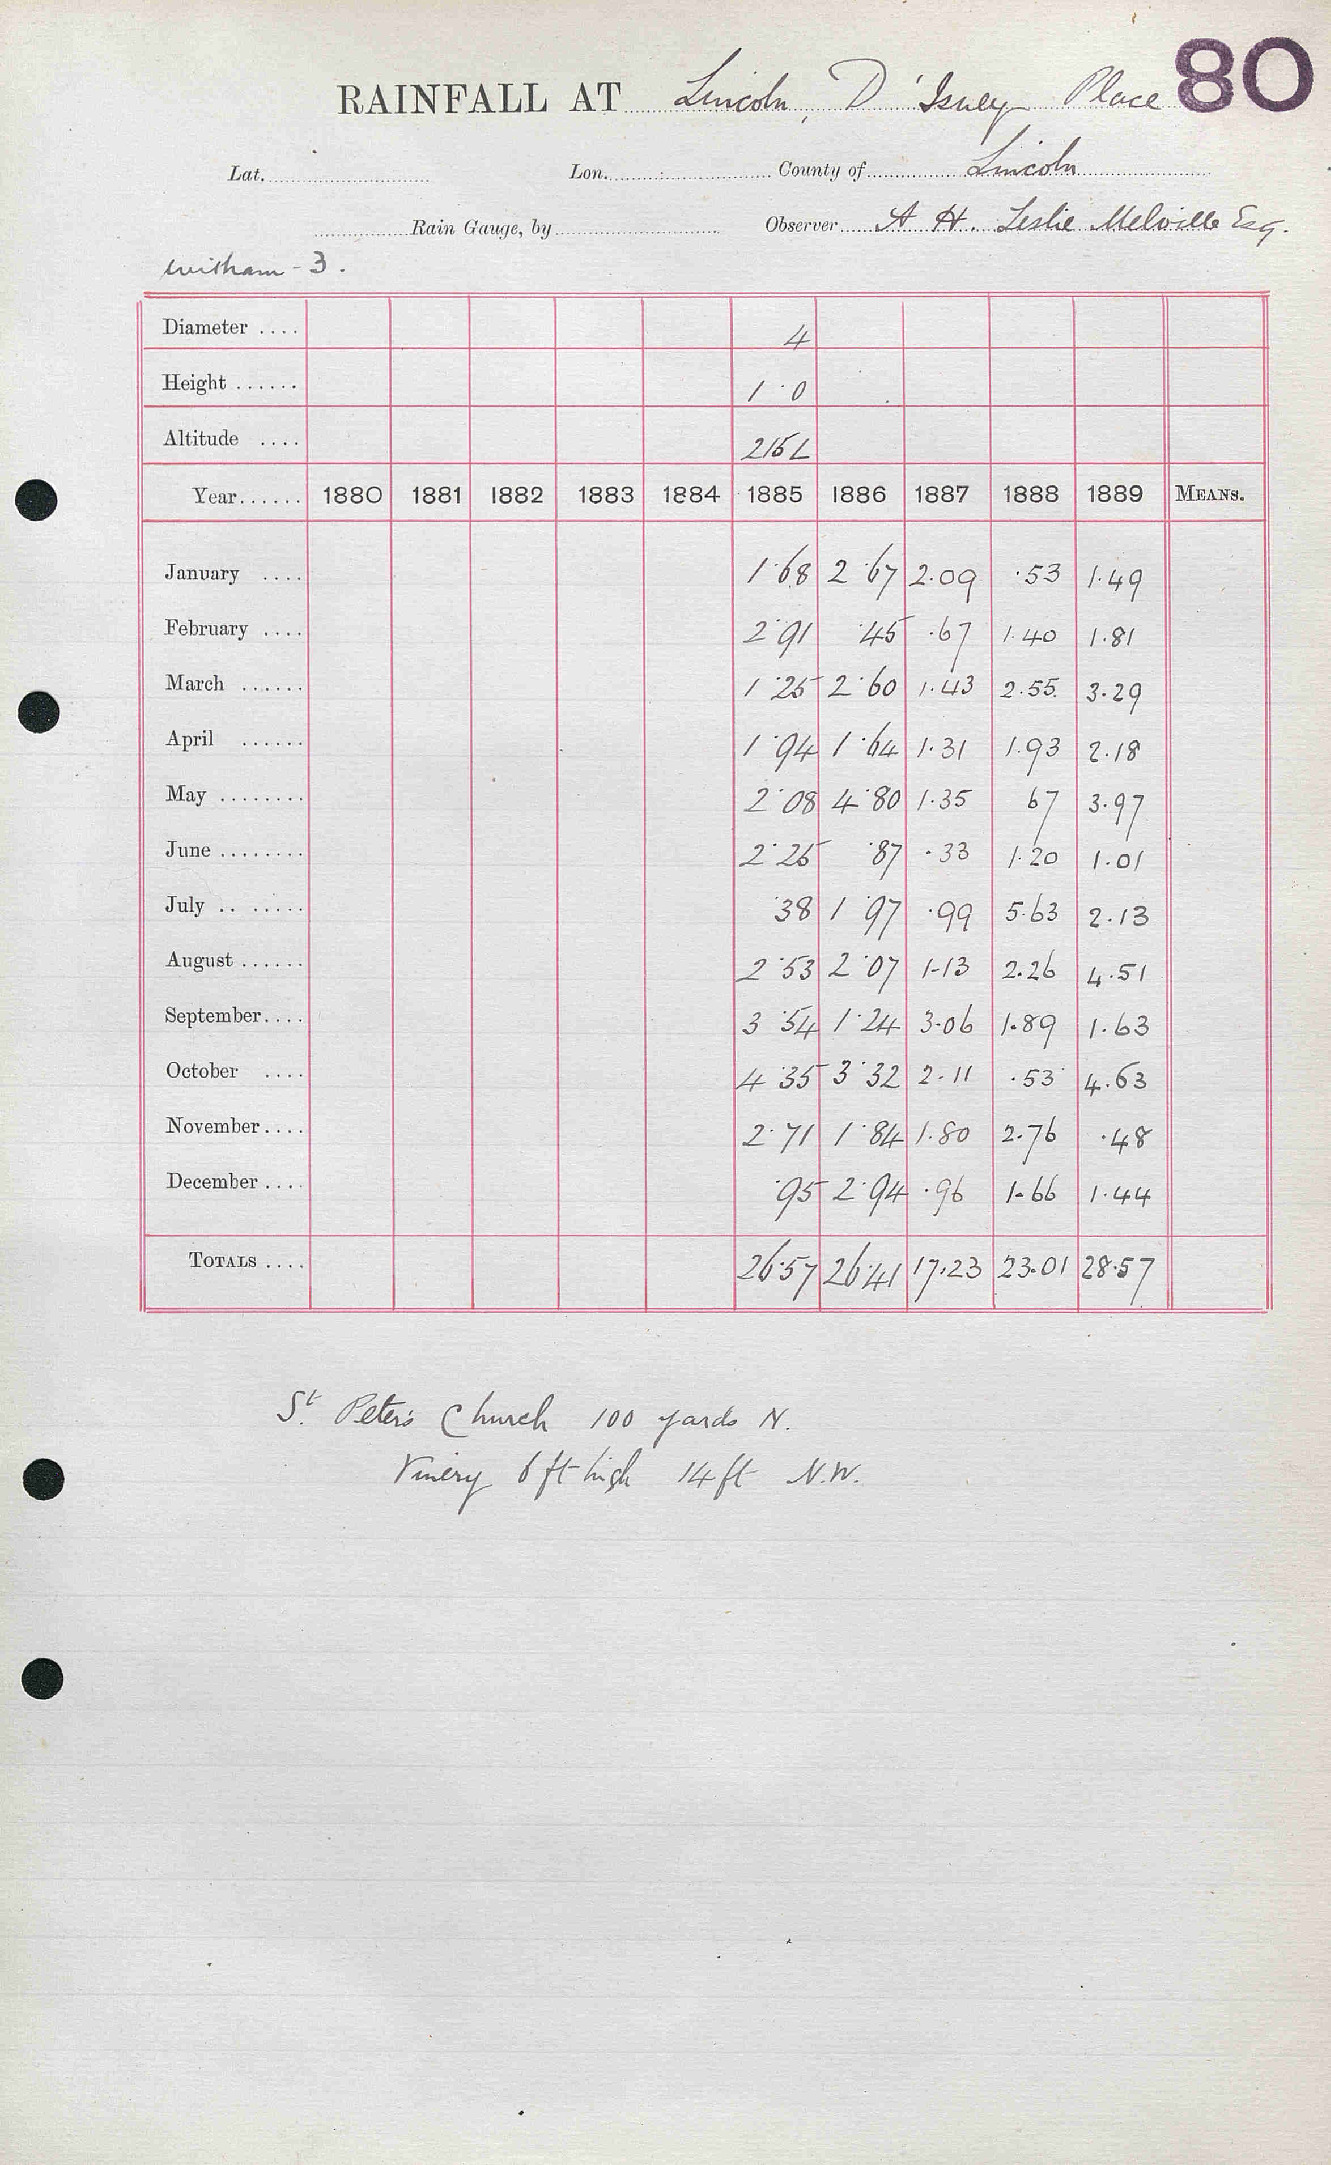 80
RAINFALL AT Lincoln, D'Isney Place
Lat. Lon. County of Lincoln
Rain Gauge, by Observer A H. Leslie Melville Esq.
Witham - 3.
Diameter .... 4
Height ...... 1·0
Altitude .... 215 L
Year...... 1880 1881 1882 1883 1884 1885 1886 1887 1888 1889 MEANS.
January .... 1·68 2·67 2.09 ·53 1.49
February .... 2·91 ·45 .67 1.40 1.81
March ...... 1·25 2·60 1.43 2.55 3.29
April ...... 1·94 1·64 1.31 1.93 2.18
May ........ 2·08 4·80 1.35 67 3.97
June ........ 2·25 ·87 .33 1.20 1.01
July .. ...... ·38 1·97 .99 5.63 2.13
August ...... 2·53 2·07 1.13 2.26 4.51
September.... 3·54 1·24 3.06 1.89 1.63
October .... 4·35 3·32 2.11 .53 4.63
November.... 2·71 1·84 1.80 2.76 .48
December .... ·95 2·94 .96 1.66 1.44
TOTALS .... 26·57 26·41 17.23 23.01 28.57
St. Peter's Church 100 yards N.
Vinery 6 ft high 14 ft N.W.